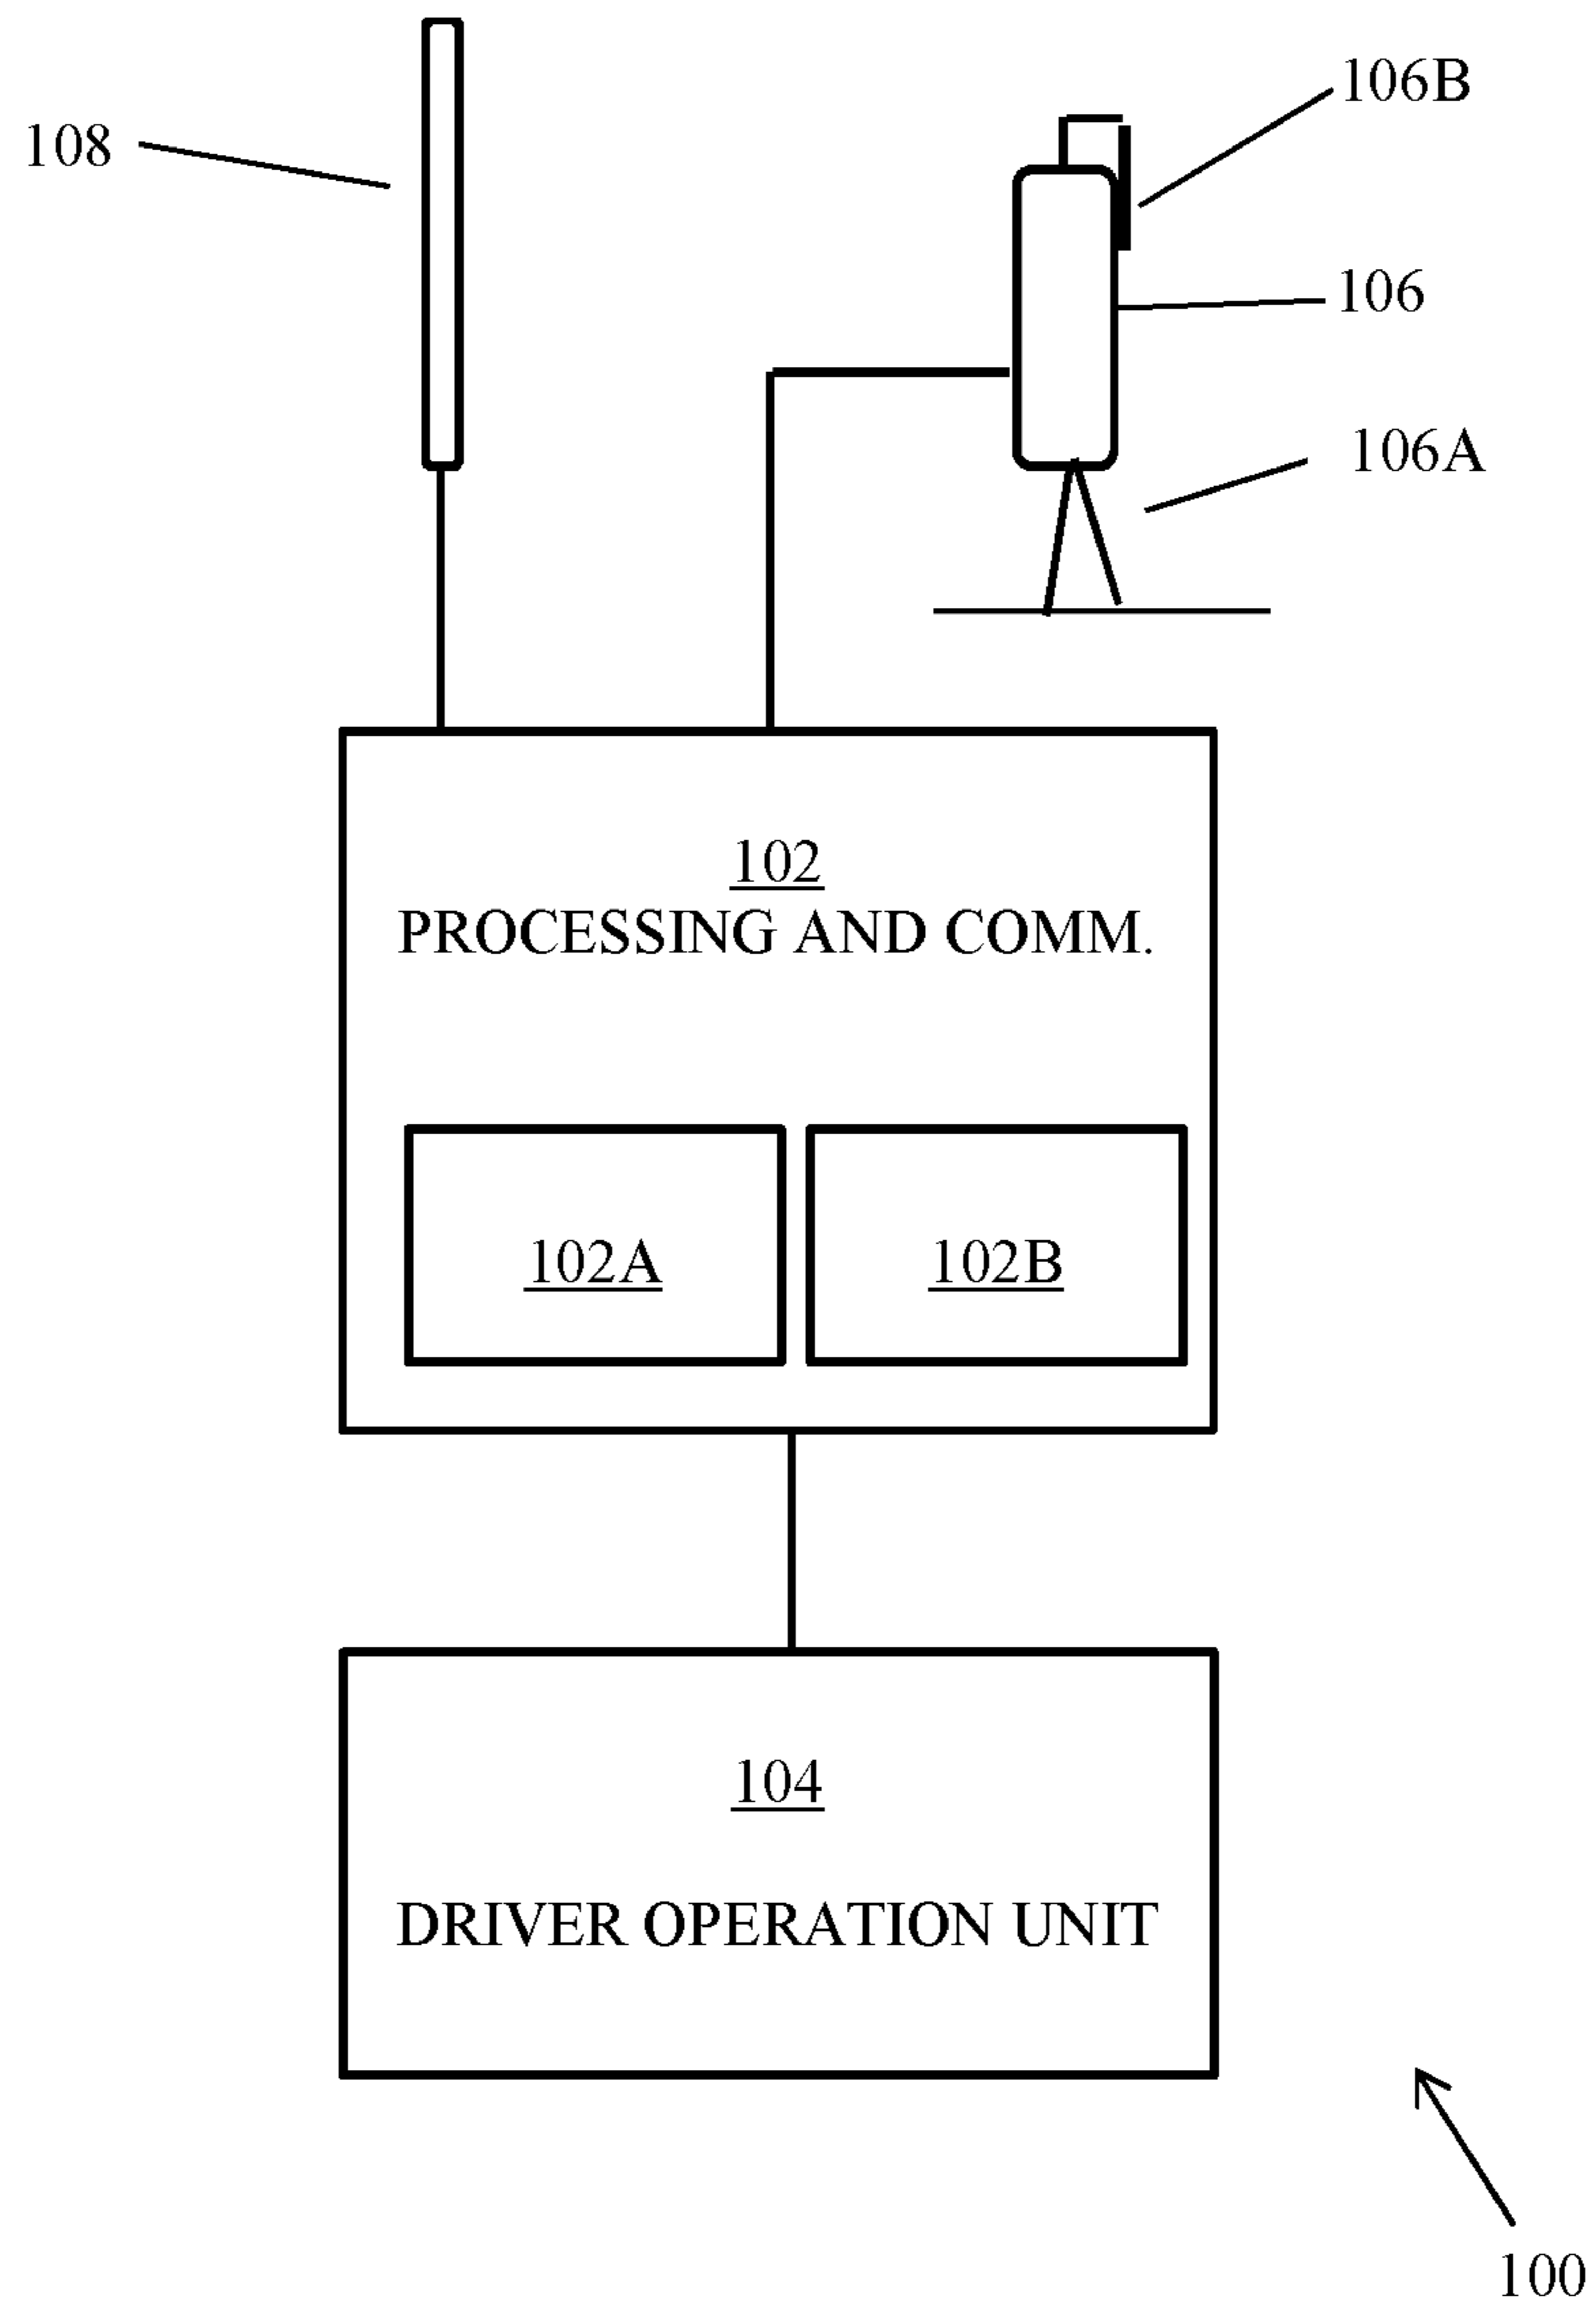 106B
108
106
106A
102
PROCESSING AND COMM.
102A
102B
104
DRIVER OPERATION UNIT
100